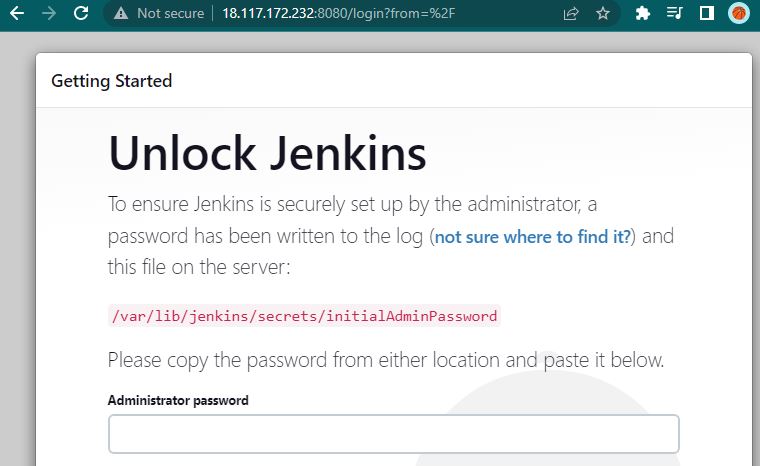 Not secure | 18.117.172.232:8080/login?from=%2F
Getting Started
Unlock Jenkins
To ensure Jenkins is securely set up by the administrator, a
password has been written to the log (not sure where to find it?) and
this file on the server:
/var/lib/jenkins/secrets/initialAdminPassword
Please copy the password from either location and paste it below.
Administrator password